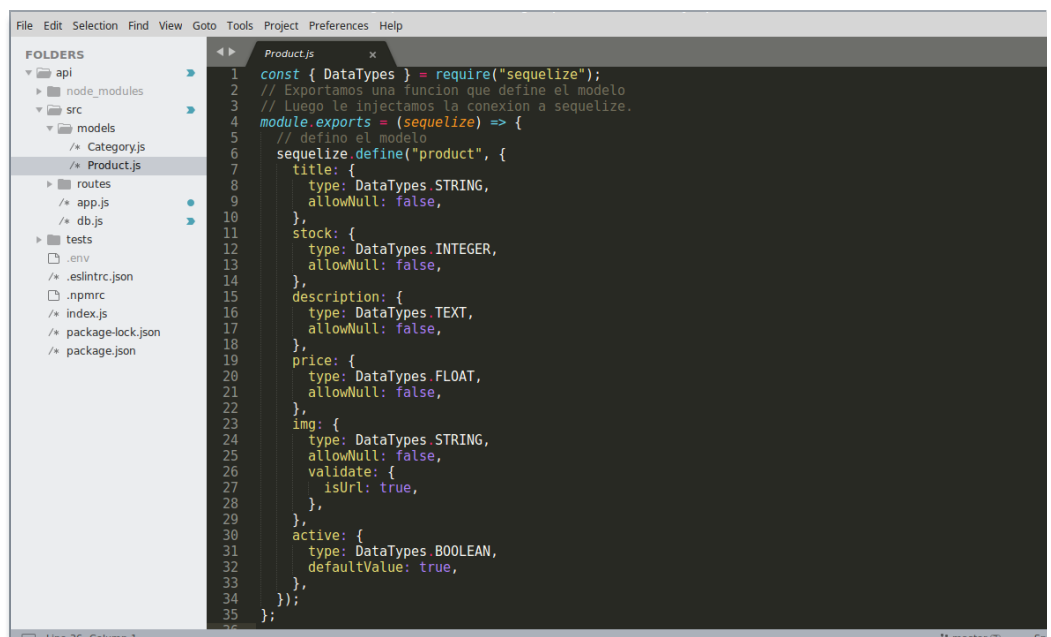 File Edit Selection Find View Goto Tools Project Preferences Help
FOLDERS
api
node_modules
src
models
/* Category.js
/* Product.js
routes
/* app.js
/* db.js
tests
.env
/* .eslintrc.json
.npmrc
/* index.js
/* package-lock.json
/* package.json
Product.js ×
1 const { DataTypes } = require("sequelize");
2 // Exportamos una funcion que define el modelo
3 // Luego le injectamos la conexion a sequelize.
4 module.exports = (sequelize) => {
5   // defino el modelo
6   sequelize.define("product", {
7     title: {
8       type: DataTypes.STRING,
9       allowNull: false,
10     },
11     stock: {
12       type: DataTypes.INTEGER,
13       allowNull: false,
14     },
15     description: {
16       type: DataTypes.TEXT,
17       allowNull: false,
18     },
19     price: {
20       type: DataTypes.FLOAT,
21       allowNull: false,
22     },
23     img: {
24       type: DataTypes.STRING,
25       allowNull: false,
26       validate: {
27         isUrl: true,
28       },
29     },
30     active: {
31       type: DataTypes.BOOLEAN,
32       defaultValue: true,
33     },
34   });
35 };